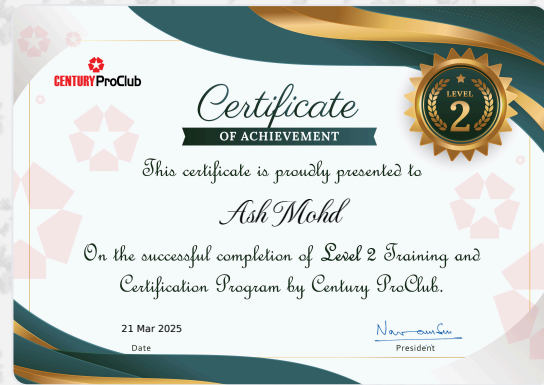 CENTURY ProClub
Certificate
OF ACHIEVEMENT
LEVEL
2
This certificate is proudly presented to
Ash Mohd
On the successful completion of Level 2 Training and
Certification Program by Century ProClub.
21 Mar 2025
Date
President